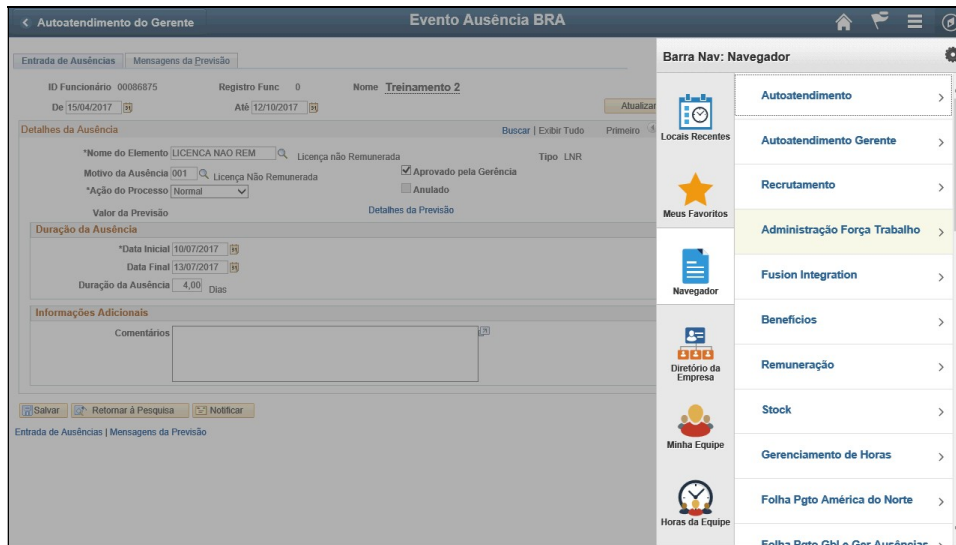 Autoatendimento do Gerente
Evento Ausência BRA
Entrada de Ausências
Mensagens da Previsão
ID Funcionário 00086875 Registro Func 0 Nome Treinamento 2
De 15/04/2017 Até 12/10/2017 Atualizar
Detalhes da Ausência Buscar | Exibir Tudo Primeiro
*Nome do Elemento LICENCA NAO REM Licença não Remunerada Tipo LNR
Motivo da Ausência 001 Licença Não Remunerada Aprovado pela Gerência
*Ação do Processo Normal Anulado
Valor da Previsão Detalhes da Previsão
Duração da Ausência
*Data Inicial 10/07/2017
Data Final 13/07/2017
Duração da Ausência 4,00 Dias
Informações Adicionais
Comentários
Salvar Retornar à Pesquisa Notificar
Entrada de Ausências | Mensagens da Previsão
Barra Nav: Navegador
Locais Recentes
Meus Favoritos
Navegador
Diretório da
Empresa
Minha Equipe
Horas da Equipe
Autoatendimento
Autoatendimento Gerente
Recrutamento
Administração Força Trabalho
Fusion Integration
Benefícios
Remuneração
Stock
Gerenciamento de Horas
Folha Pgto América do Norte
Folha Pgto Gbl e Ger Ausências